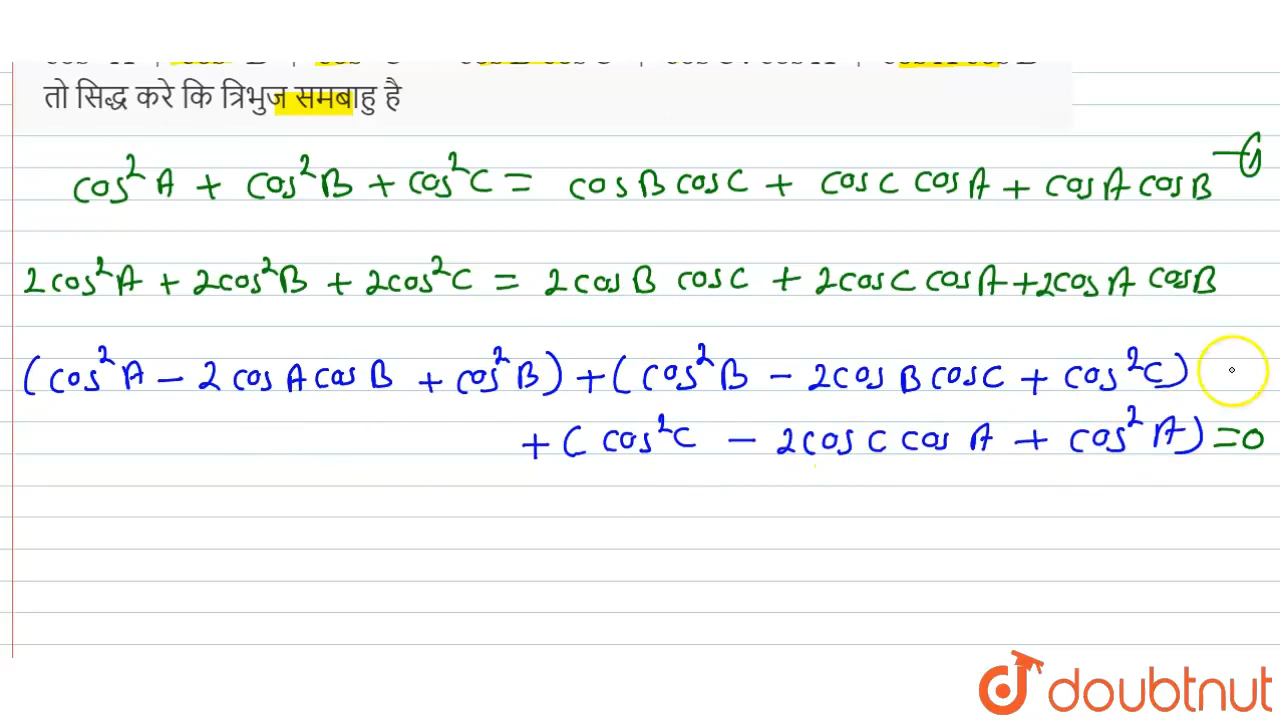 तो सिद्ध करे कि त्रिभुज समबाहु है
cos²A + cos²B + cos²C = cosB cosC + cosC cosA + cosA cosB
2cos²A + 2cos²B + 2cos²C = 2cosB cosC + 2cosC cosA + 2cosA cosB
(cos²A - 2cosA cosB + cos²B) + (cos²B - 2cosB cosC + cos²C)
+ (cos²C - 2cosC cosA + cos²A) = 0
doubtnut